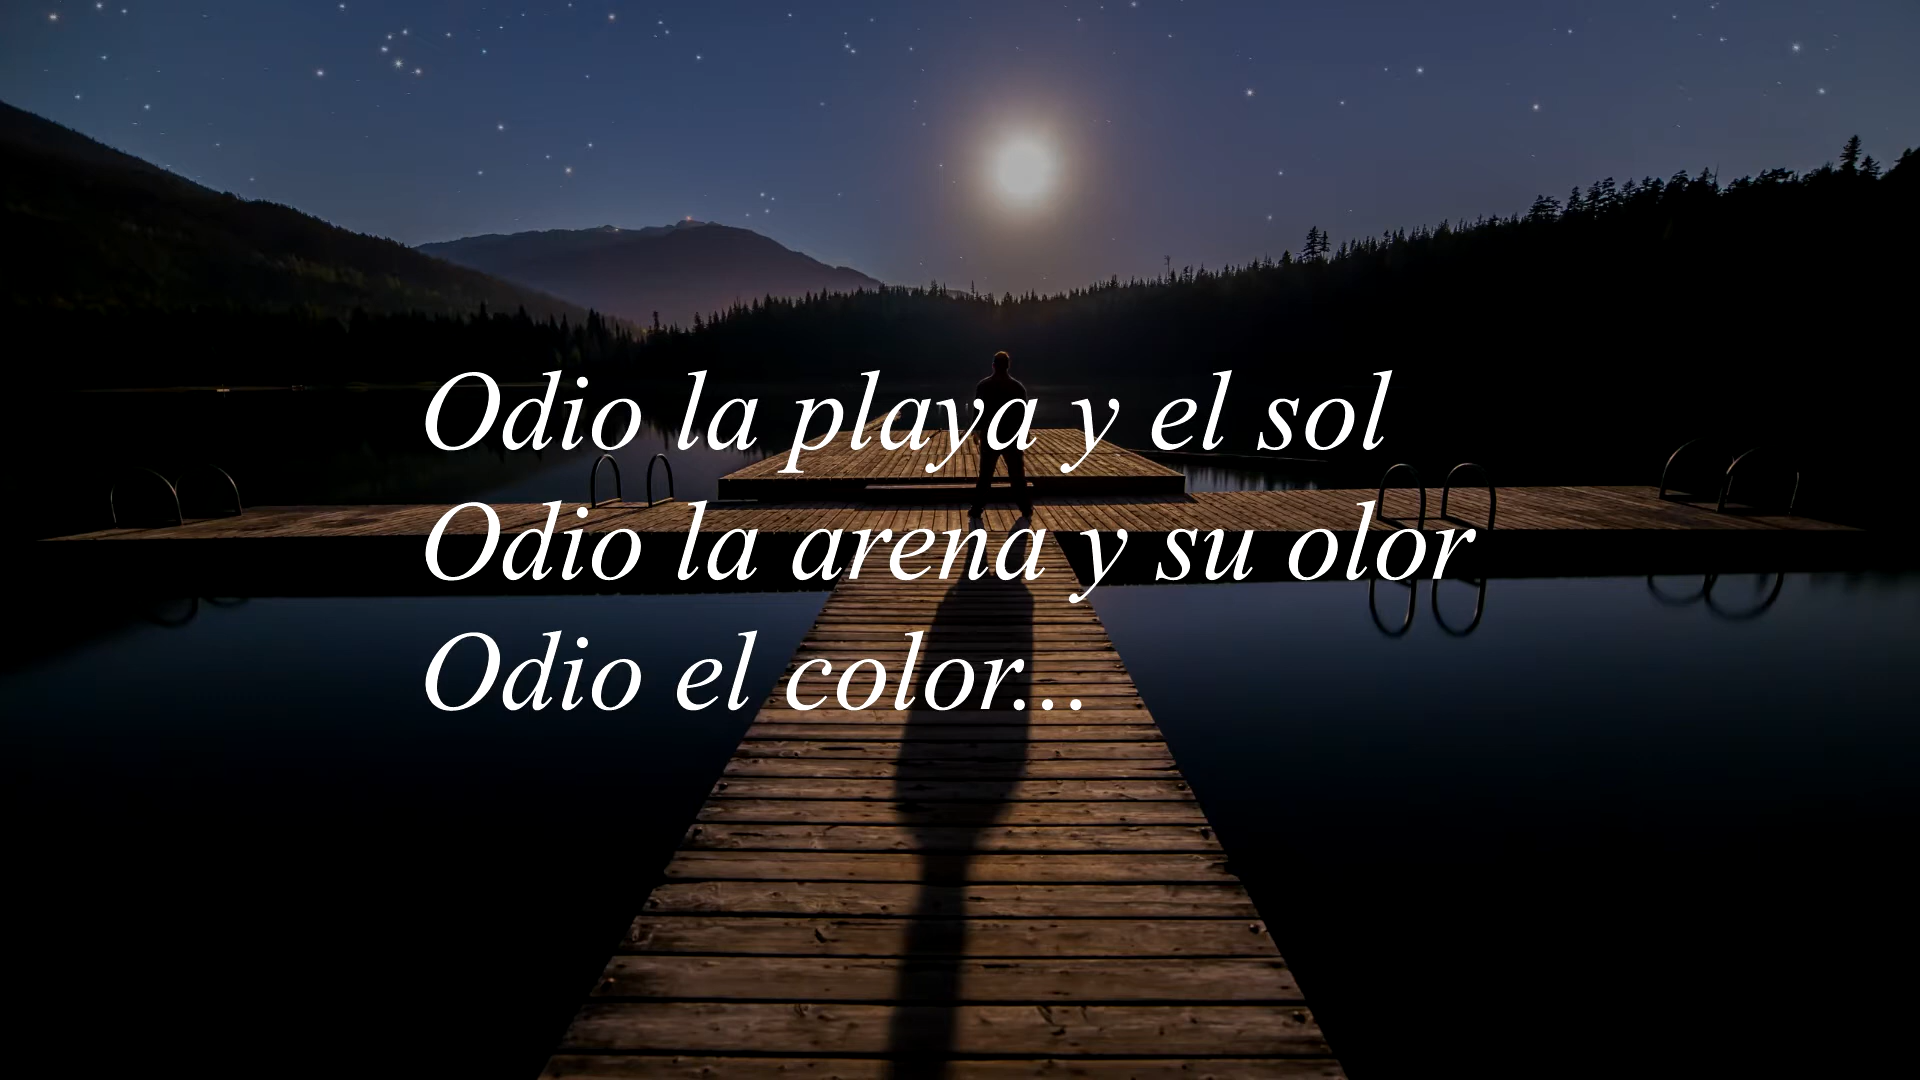 Odio la playa y el sol
Odio la arena y su olor
Odio el color...